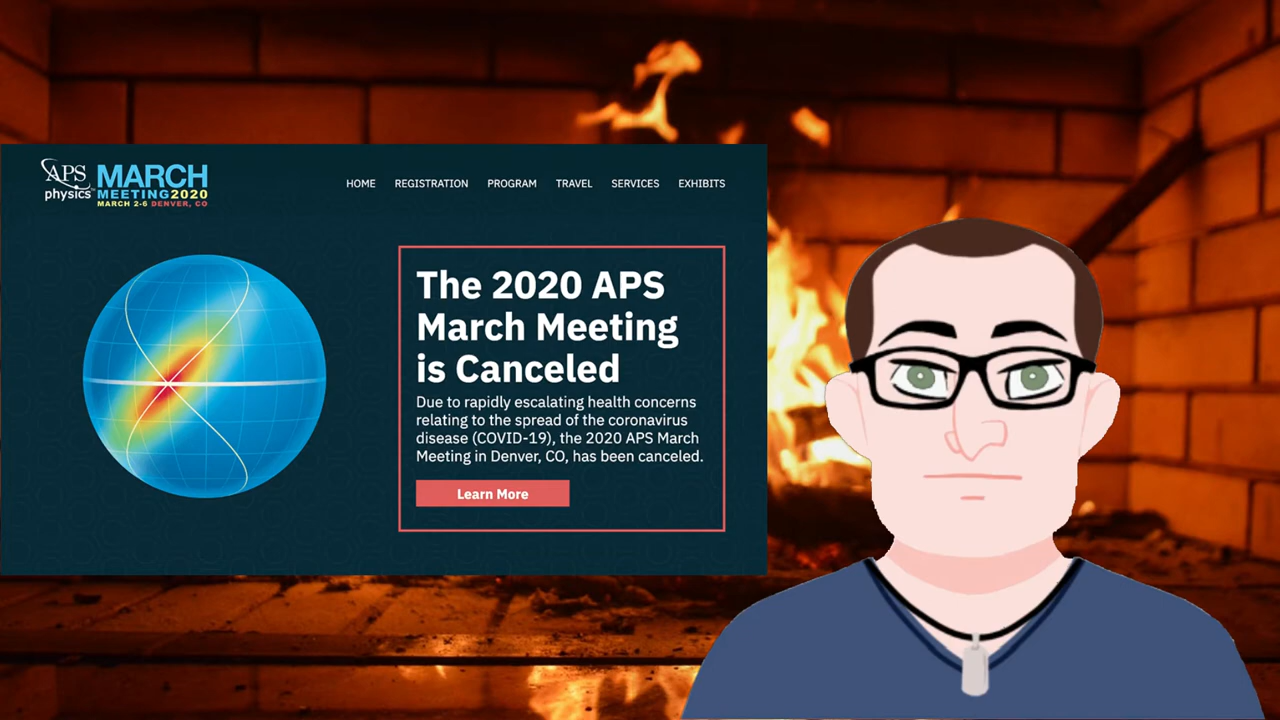 APS
physics
MARCH
MEETING2020
MARCH 2-6 DENVER, CO
HOME REGISTRATION PROGRAM TRAVEL SERVICES EXHIBITS
The 2020 APS
March Meeting
is Canceled
Due to rapidly escalating health concerns
relating to the spread of the coronavirus
disease (COVID-19), the 2020 APS March
Meeting in Denver, CO, has been canceled.
Learn More